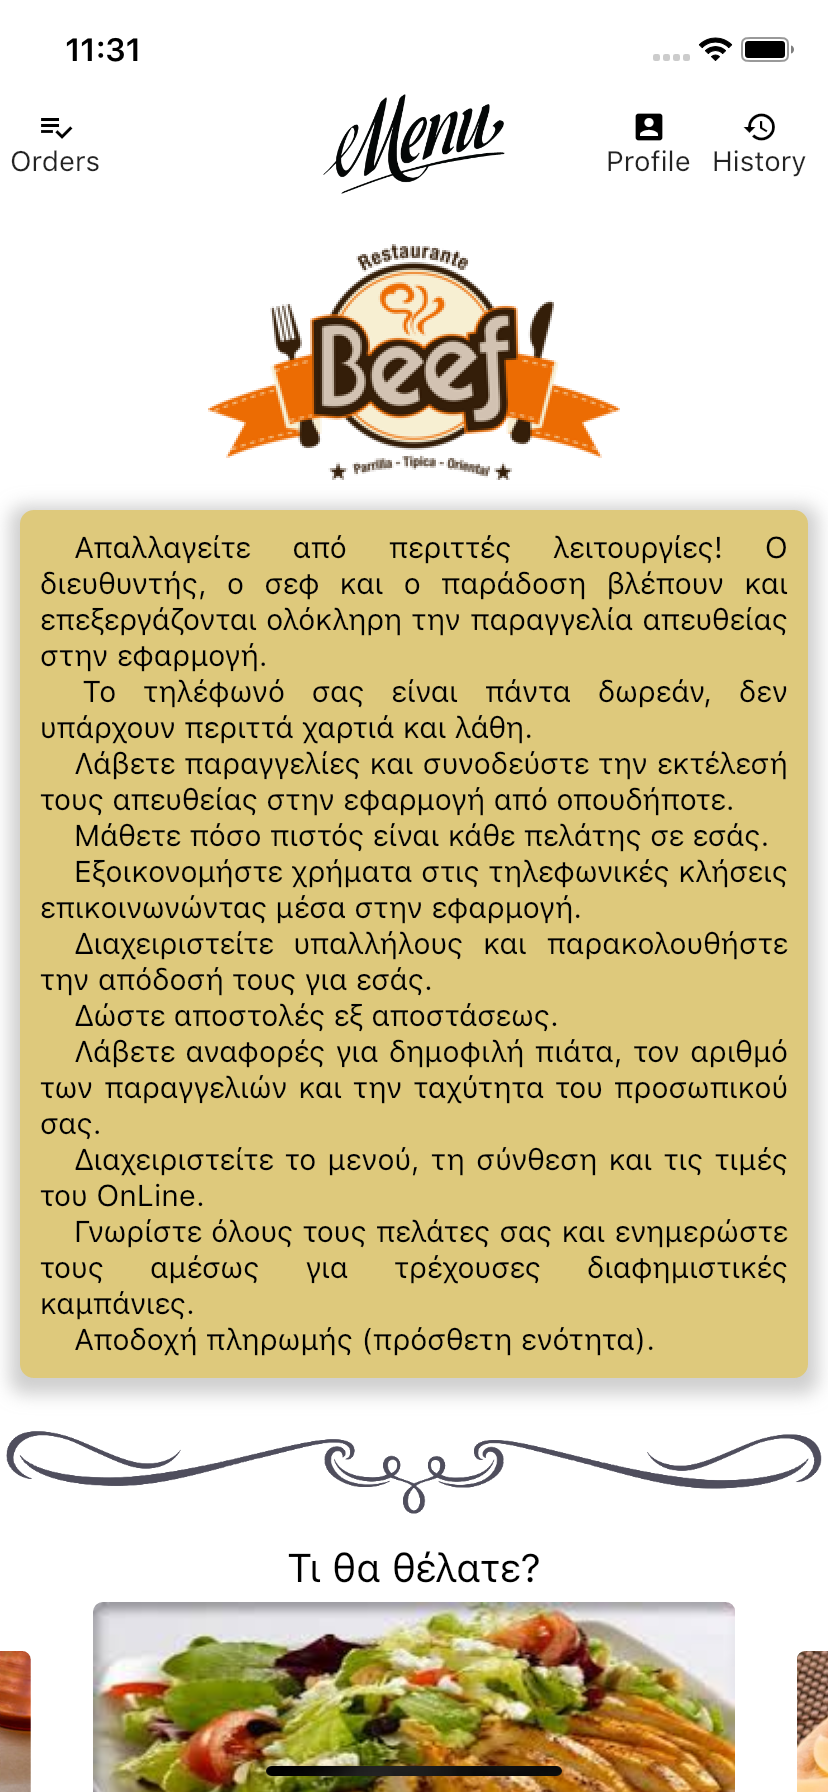 11:31
Menu
Orders
Profile
History
Restaurante
Beef
★ Parrilla - Típica - Oriental ★
Απαλλαγείτε από περιττές λειτουργίες! Ο
διευθυντής, ο σεφ και ο παράδοση βλέπουν και
επεξεργάζονται ολόκληρη την παραγγελία απευθείας
στην εφαρμογή.
Το τηλέφωνό σας είναι πάντα δωρεάν, δεν
υπάρχουν περιττά χαρτιά και λάθη.
Λάβετε παραγγελίες και συνοδεύστε την εκτέλεσή
τους απευθείας στην εφαρμογή από οπουδήποτε.
Μάθετε πόσο πιστός είναι κάθε πελάτης σε εσάς.
Εξοικονομήστε χρήματα στις τηλεφωνικές κλήσεις
επικοινωνώντας μέσα στην εφαρμογή.
Διαχειριστείτε υπαλλήλους και παρακολουθήστε
την απόδοσή τους για εσάς.
Δώστε αποστολές εξ αποστάσεως.
Λάβετε αναφορές για δημοφιλή πιάτα, τον αριθμό
των παραγγελιών και την ταχύτητα του προσωπικού
σας.
Διαχειριστείτε το μενού, τη σύνθεση και τις τιμές
του OnLine.
Γνωρίστε όλους τους πελάτες σας και ενημερώστε
τους αμέσως για τρέχουσες διαφημιστικές
καμπάνιες.
Αποδοχή πληρωμής (πρόσθετη ενότητα).
Τι θα θέλατε?